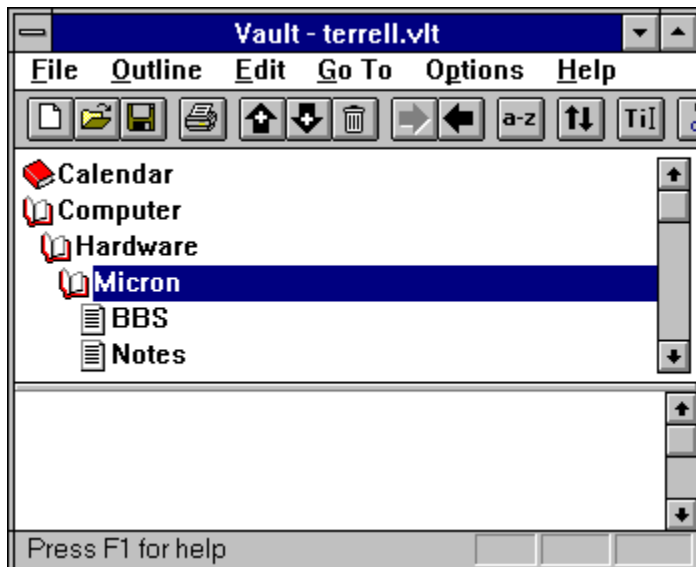 Vault - terrell.vlt
File Outline Edit Go To Options Help
a-z TiI
Calendar
Computer
Hardware
Micron
BBS
Notes
Press F1 for help